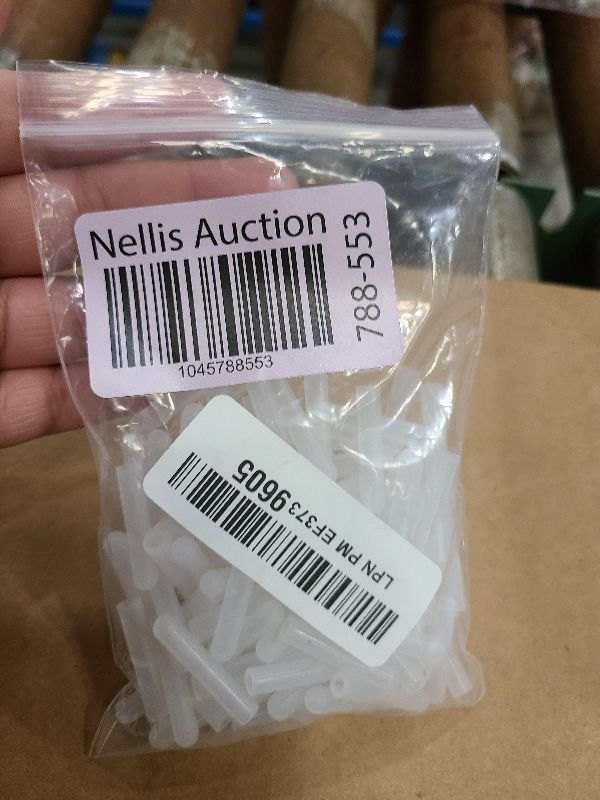 Nellis Auction
788-553
1045788553
LPN PM EF373 9605